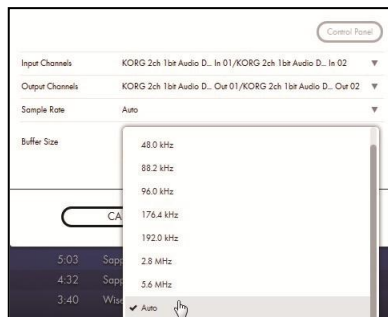 Control Panel
Input Channels KORG 2ch 1bit Audio D... In 01/KORG 2ch 1bit Audio D... In 02
Output Channels KORG 2ch 1bit Audio D... Out 01/KORG 2ch 1bit Audio D... Out 02
Sample Rate Auto
Buffer Size
48.0 kHz
88.2 kHz
96.0 kHz
176.4 kHz
CA
192.0 kHz
5:03 Sapp 2.8 MHz
4:32 Sapp 5.6 MHz
3:40 Wise Auto